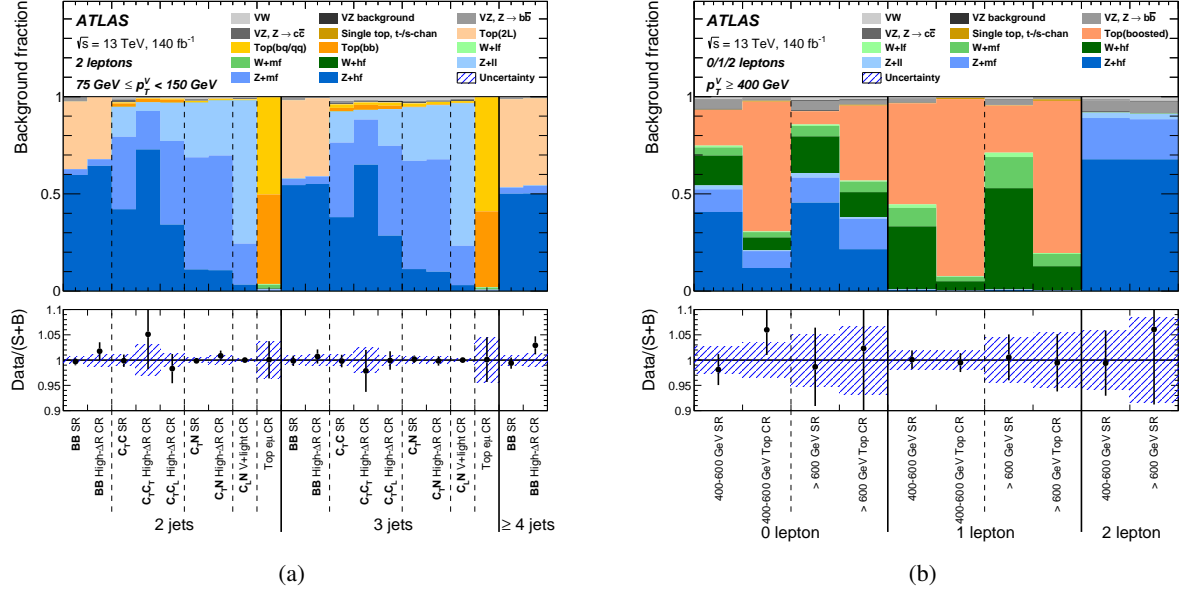 ATLAS
√s = 13 TeV, 140 fb⁻¹
2 leptons
75 GeV ≤ p_T^V < 150 GeV
VW
VZ, Z → cc̄
Top(bq/qq)
W+mf
Z+mf
VZ background
Single top, t-/s-chan
Top(bb)
W+hf
Z+hf
VZ, Z → bb̄
Top(2L)
W+lf
Z+ll
Uncertainty
Background fraction
1
0.5
0
Data/(S+B)
1.1
1.05
1
0.95
0.9
BB SR
BB High-ΔR CR
C_TC SR
C_TC_T High-ΔR CR
C_TC_L High-ΔR CR
C_TN SR
C_TN High-ΔR CR
C_LN V+light CR
Top eμ CR
BB SR
BB High-ΔR CR
C_TC SR
C_TC_T High-ΔR CR
C_TC_L High-ΔR CR
C_TN SR
C_TN High-ΔR CR
C_LN V+light CR
Top eμ CR
BB SR
BB High-ΔR CR
2 jets
3 jets
≥ 4 jets
(a)
ATLAS
√s = 13 TeV, 140 fb⁻¹
0/1/2 leptons
p_T^V ≥ 400 GeV
VW
VZ, Z → cc̄
W+lf
Z+ll
VZ background
Single top, t-/s-chan
W+mf
Z+mf
Uncertainty
VZ, Z → bb̄
Top(boosted)
W+hf
Z+hf
Background fraction
1
0.5
0
Data/(S+B)
1.1
1.05
1
0.95
0.9
400-600 GeV SR
400-600 GeV Top CR
> 600 GeV SR
> 600 GeV Top CR
400-600 GeV SR
400-600 GeV Top CR
> 600 GeV SR
> 600 GeV Top CR
400-600 GeV SR
> 600 GeV SR
0 lepton
1 lepton
2 lepton
(b)